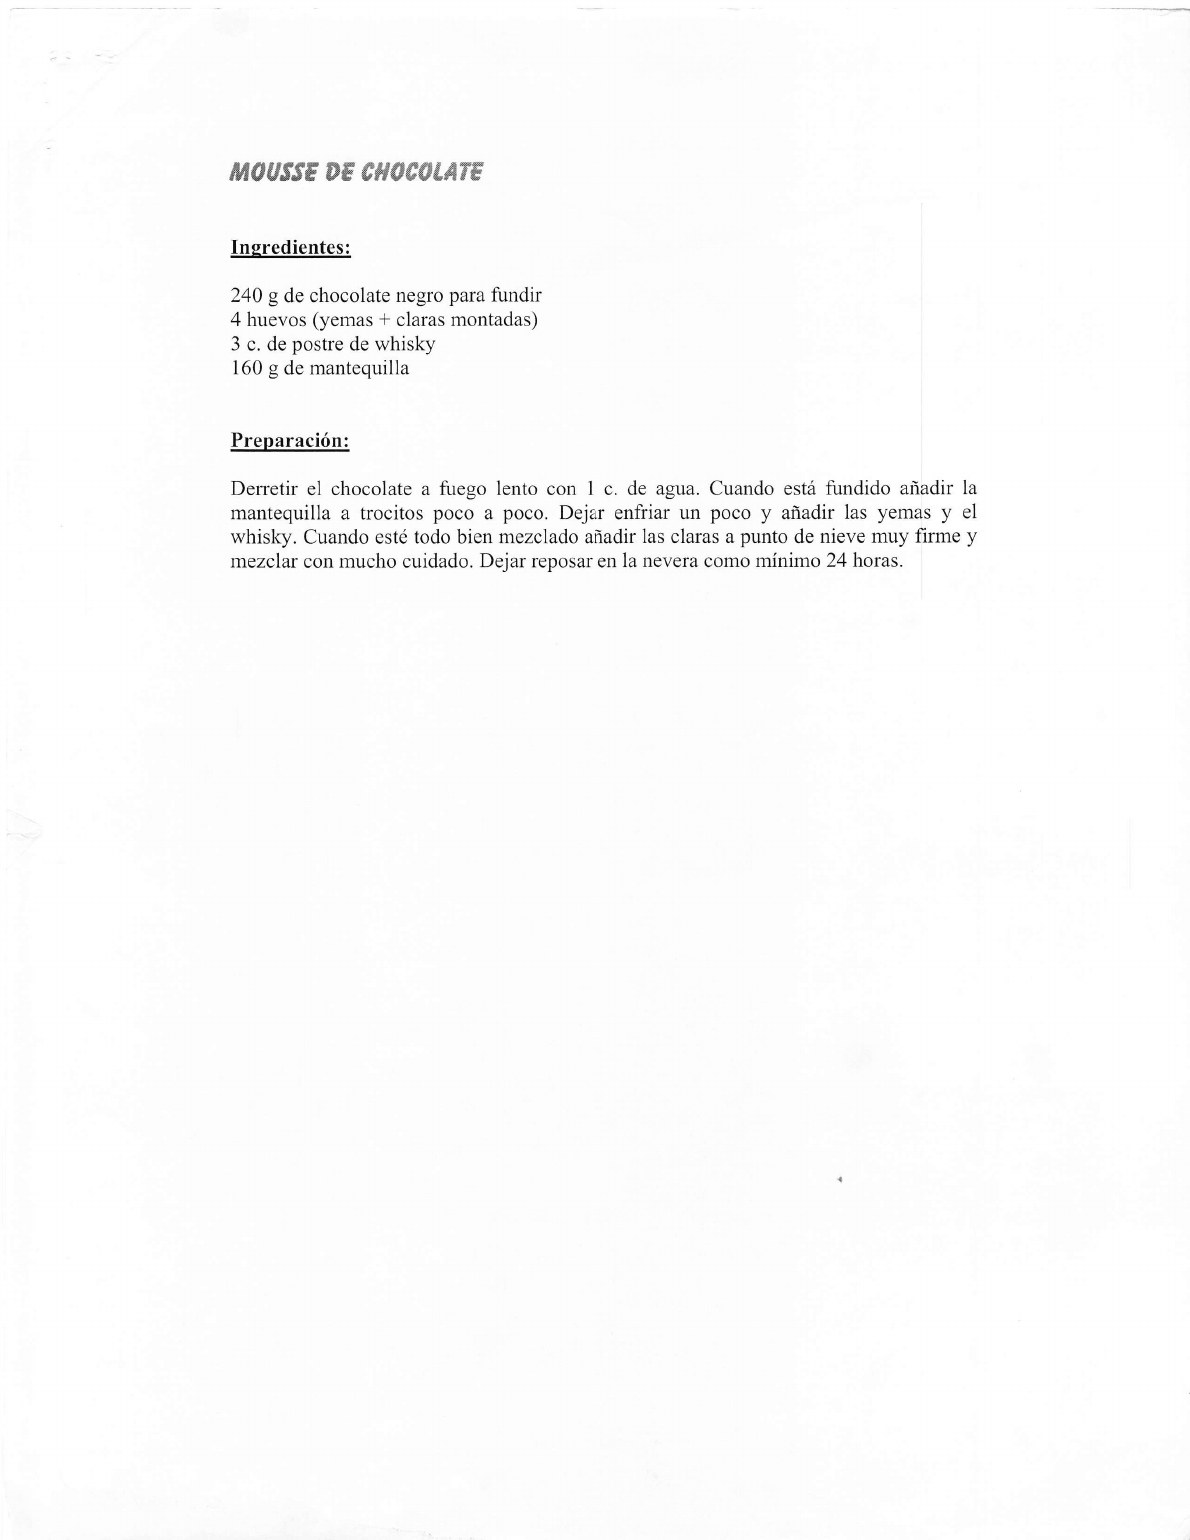 MOUSSE DE CHOCOLATE
Ingredientes:
240 g de chocolate negro para fundir
4 huevos (yemas + claras montadas)
3 c. de postre de whisky
160 g de mantequilla
Preparación:
Derretir el chocolate a fuego lento con 1 c. de agua. Cuando está fundido añadir la
mantequilla a trocitos poco a poco. Dejar enfriar un poco y añadir las yemas y el
whisky. Cuando esté todo bien mezclado añadir las claras a punto de nieve muy firme y
mezclar con mucho cuidado. Dejar reposar en la nevera como mínimo 24 horas.